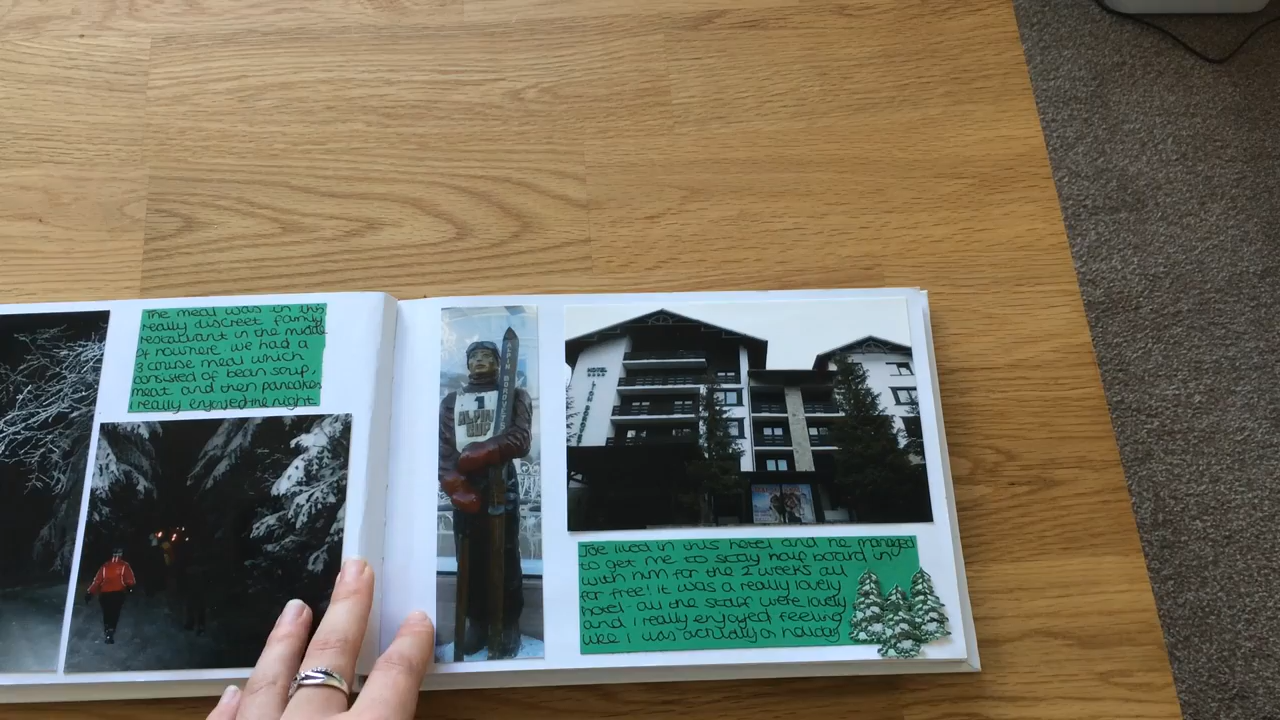 The meal was in this
really discreet family
restaurant in the middle
of nowhere. We had a
3 course meal which
consisted of bean soup,
meat and then pancakes
I really enjoyed the night
1
ALPIN
CUP
HOTEL
Joe lived in this hotel and he managed
to get me to stay half board in
with him for the 2 weeks all
for free! It was a really lovely
hotel - all the staff were lovely
and I really enjoyed feeling
like I was actually on holiday